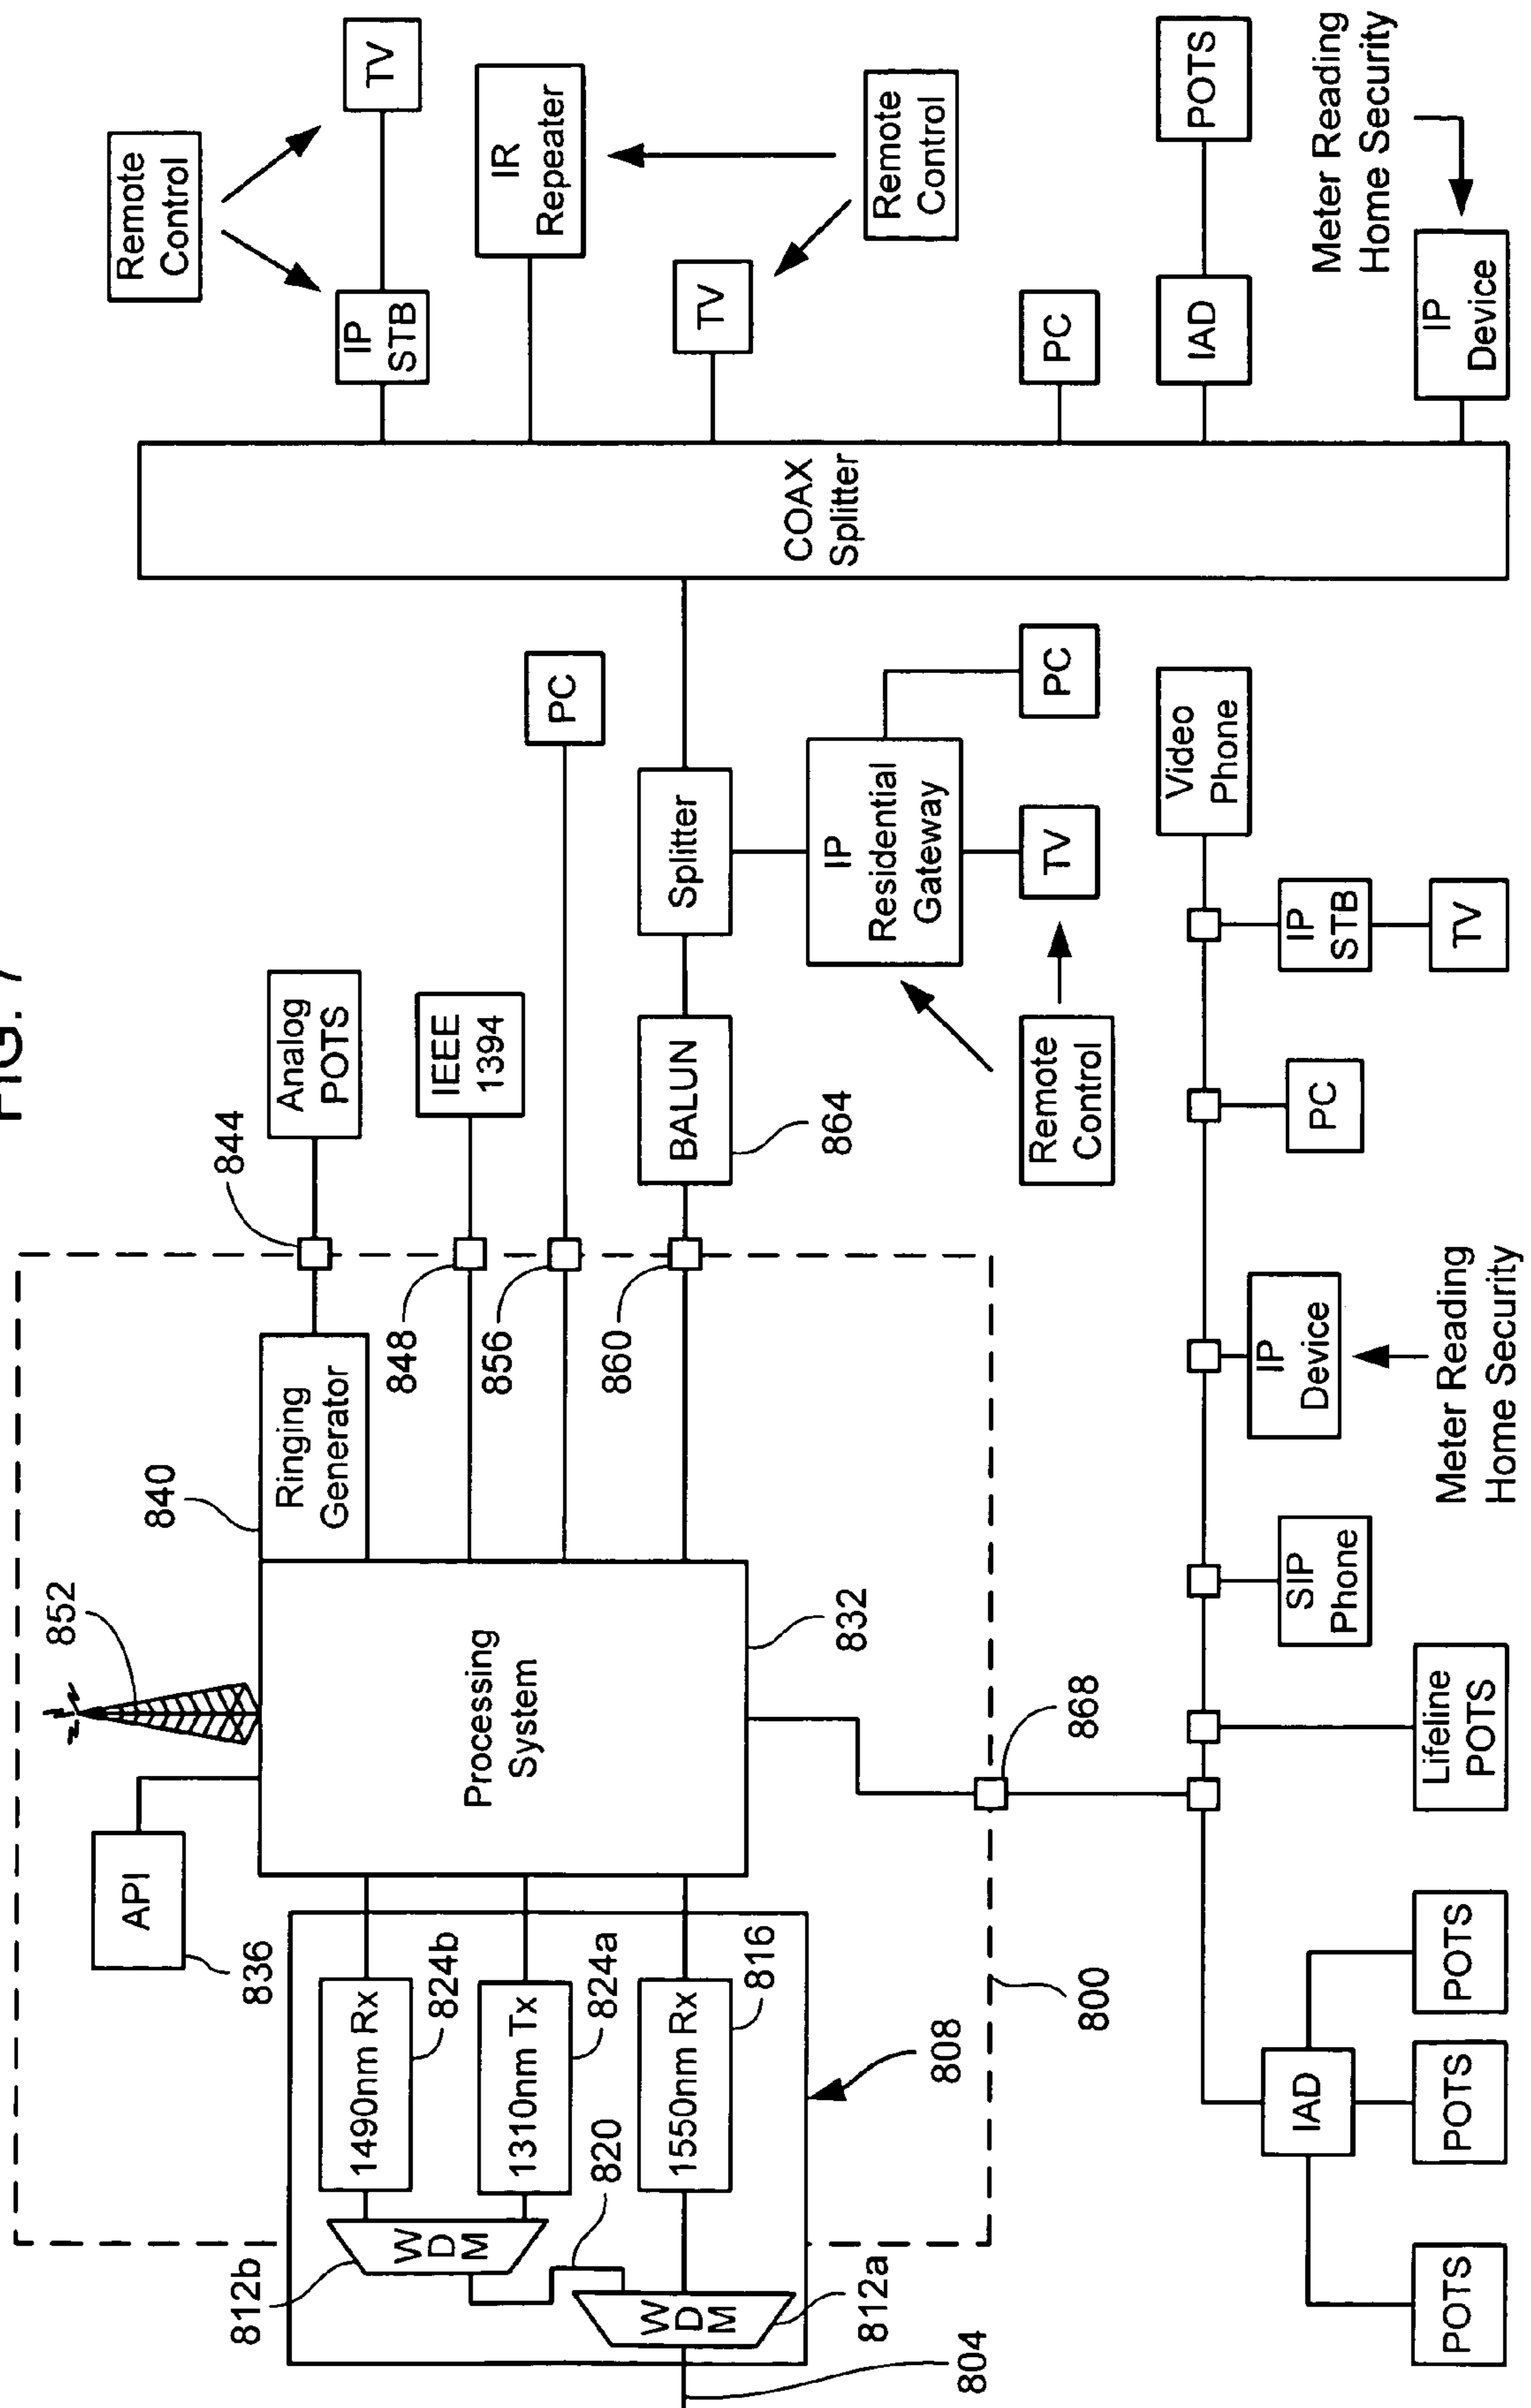 FIG. 7
852
API
836
840
Ringing
Generator
844
Analog
POTS
848
IEEE
1394
856
PC
860
BALUN
864
Splitter
Processing
System
832
812b
W
D
M
1490nm Rx
824b
1310nm Tx
824a
820
1550nm Rx
816
W
D
M
812a
804
808
800
868
IP
Residential
Gateway
PC
TV
Remote
Control
COAX
Splitter
Remote
Control
IP
STB
TV
IR
Repeater
TV
Remote
Control
PC
IAD
POTS
Meter Reading
Home Security
IP
Device
Video
Phone
IP
STB
TV
PC
IP
Device
Meter Reading
Home Security
SIP
Phone
Lifeline
POTS
IAD
POTS
POTS
POTS